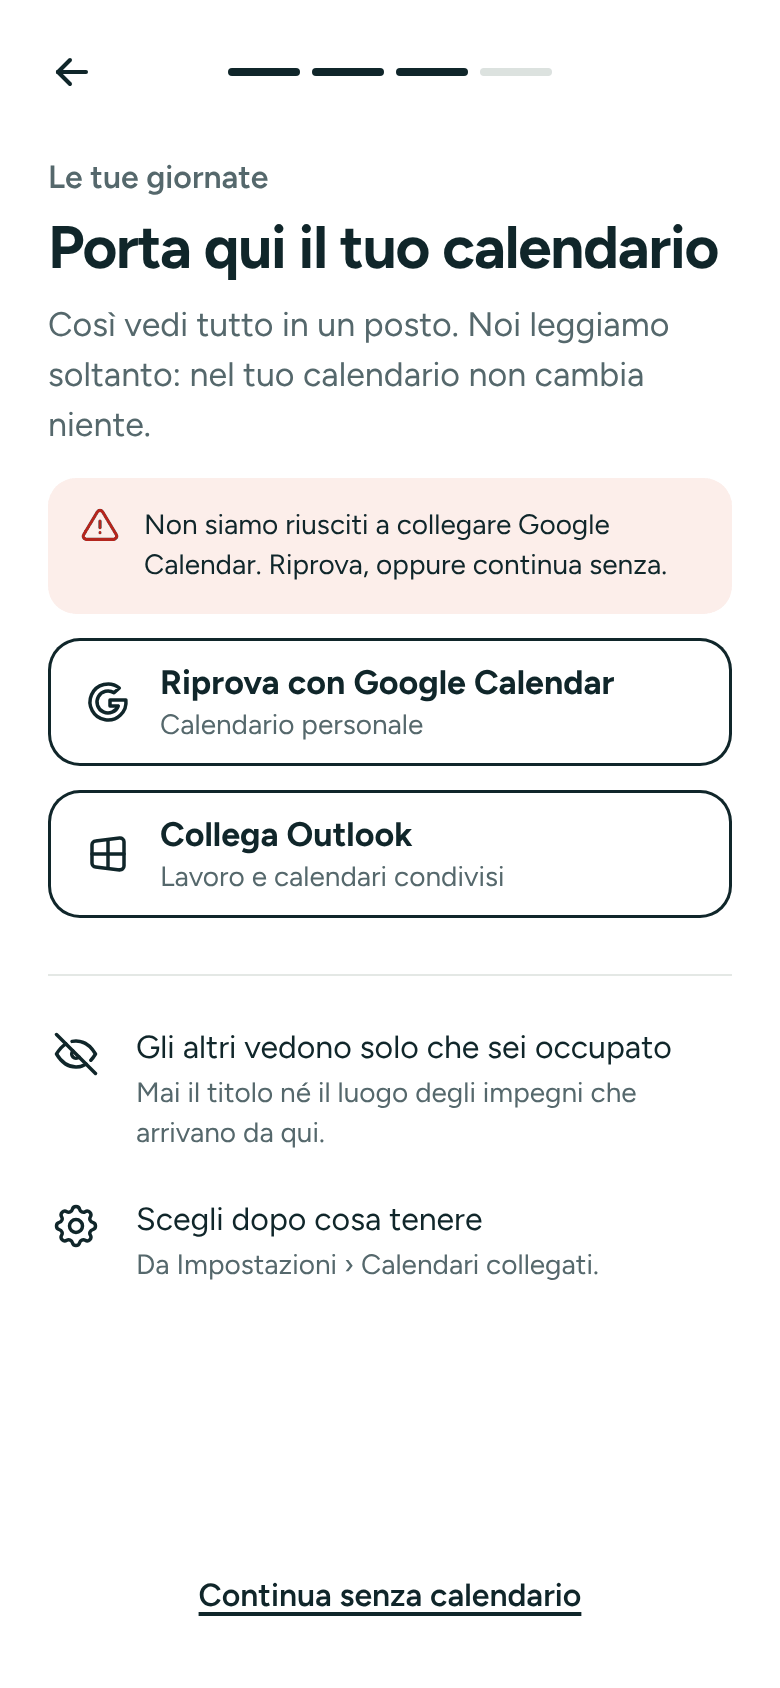 Le tue giornate
Porta qui il tuo calendario
Così vedi tutto in un posto. Noi leggiamo
soltanto: nel tuo calendario non cambia
niente.
Non siamo riusciti a collegare Google
Calendar. Riprova, oppure continua senza.
Riprova con Google Calendar
Calendario personale
Collega Outlook
Lavoro e calendari condivisi
Gli altri vedono solo che sei occupato
Mai il titolo né il luogo degli impegni che
arrivano da qui.
Scegli dopo cosa tenere
Da Impostazioni › Calendari collegati.
Continua senza calendario